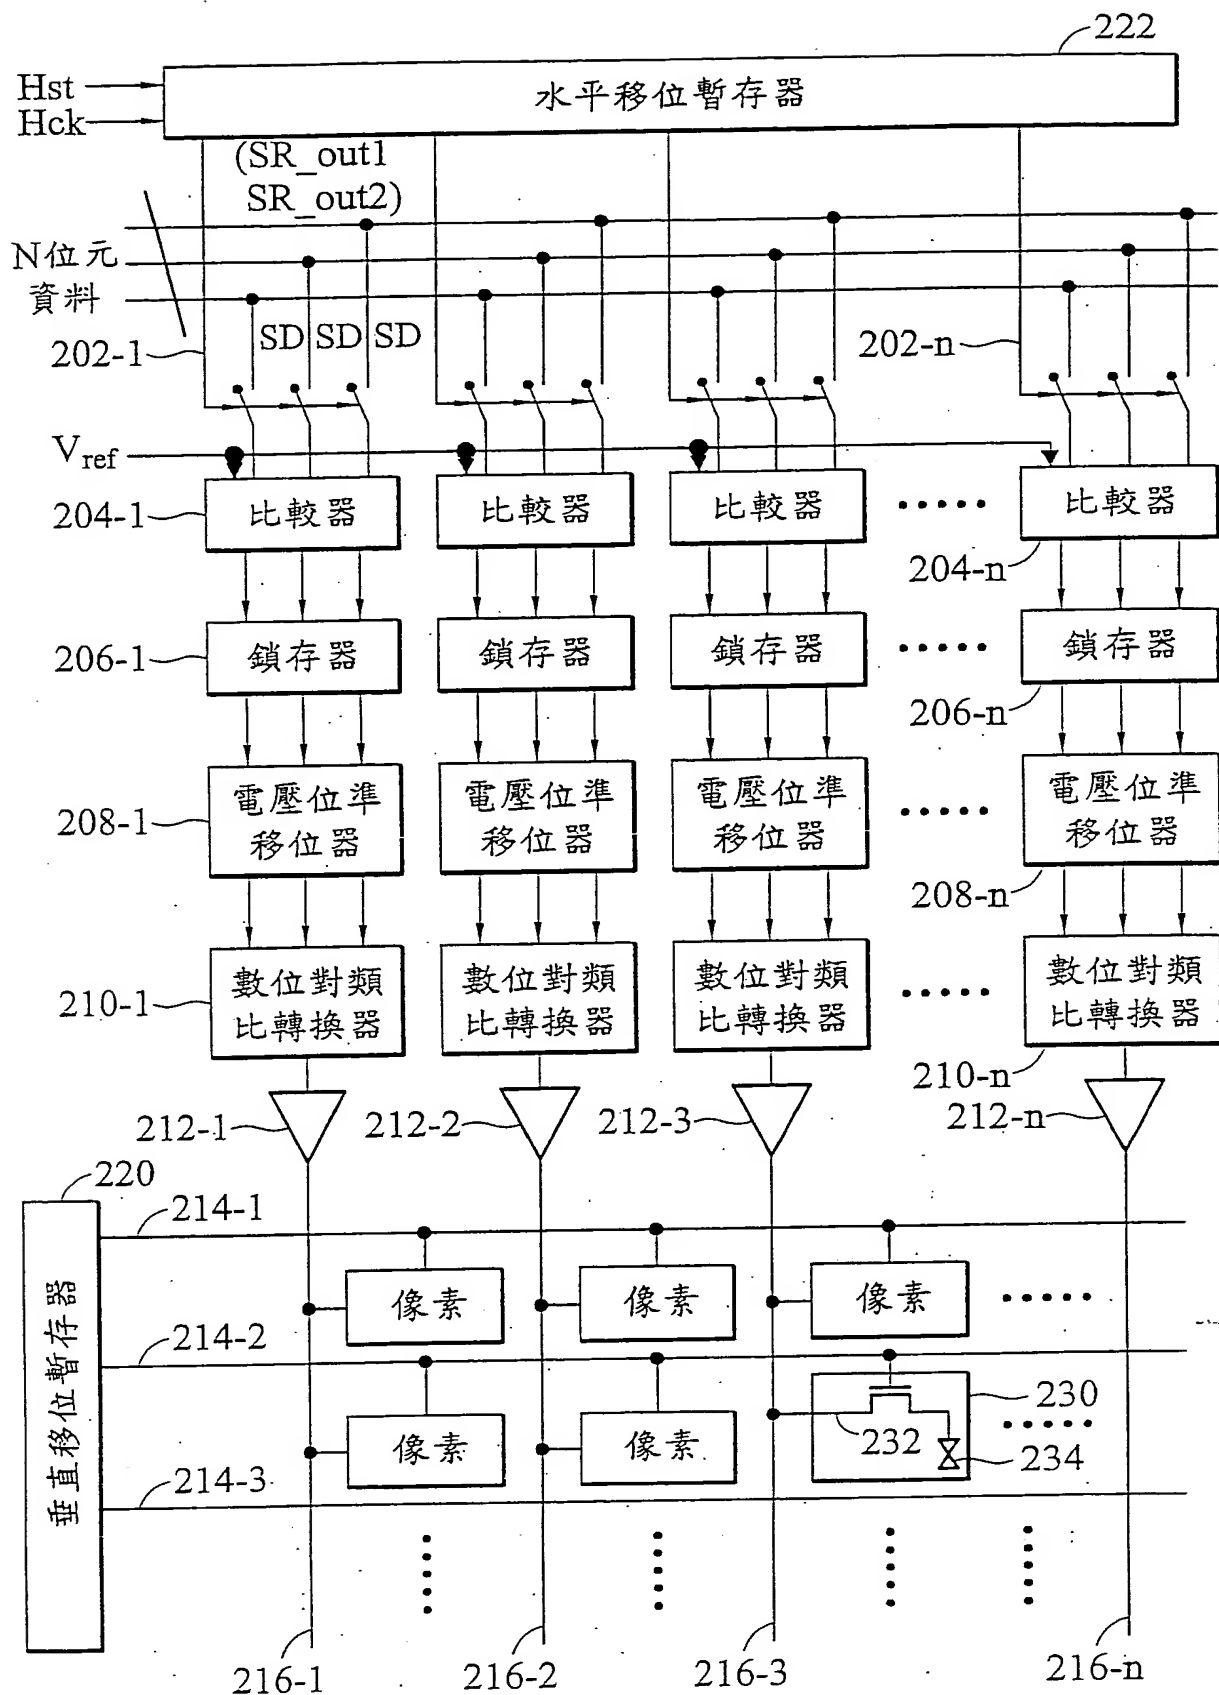 222
Hst
水平移位暫存器
Hck
(SR_out1
SR_out2)
N位元
資料
SD SD SD
202-1
202-n
Vref
204-1
比較器
比較器
比較器
比較器
204-n
206-1
鎖存器
鎖存器
鎖存器
鎖存器
206-n
208-1
電壓位準
移位器
電壓位準
移位器
電壓位準
移位器
電壓位準
移位器
208-n
210-1
數位對類
比轉換器
數位對類
比轉換器
數位對類
比轉換器
數位對類
比轉換器
210-n
212-1
212-2
212-3
212-n
220
垂直移位暫存器
214-1
像素
像素
像素
214-2
像素
像素
230
232
234
214-3
216-1
216-2
216-3
216-n